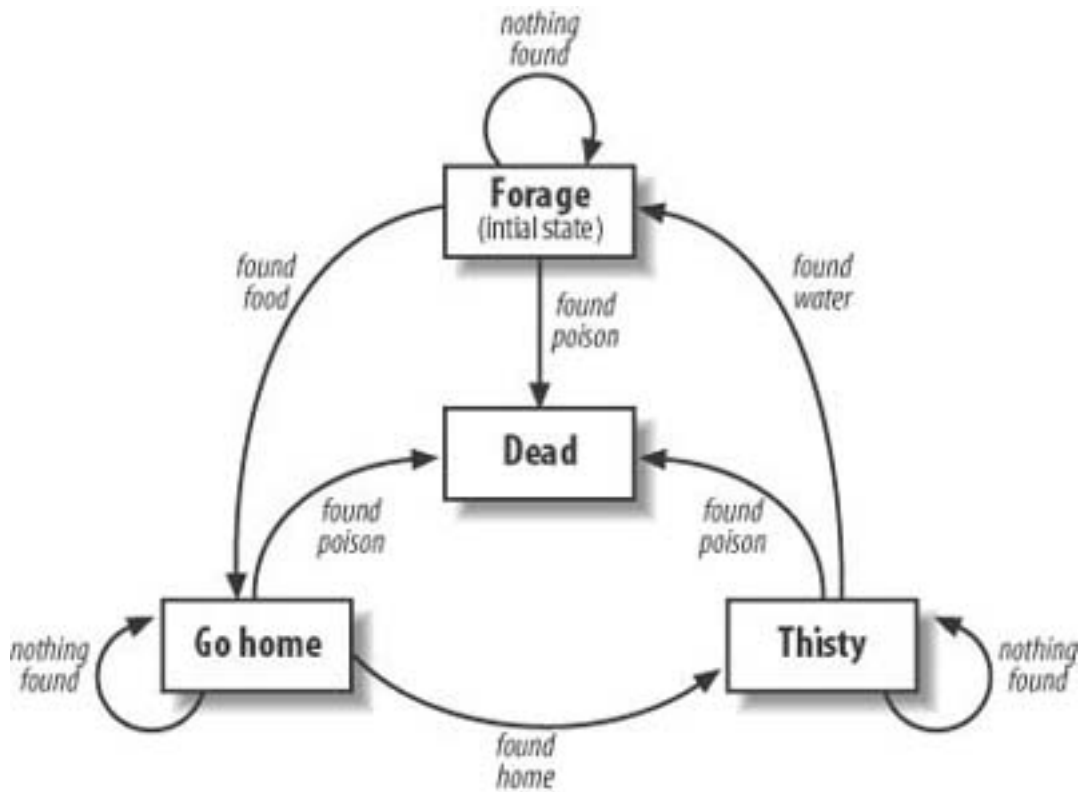 nothing
found
Forage
(intial state)
found
food
found
water
found
poison
Dead
found
poison
found
poison
Go home
Thisty
nothing
found
nothing
found
found
home